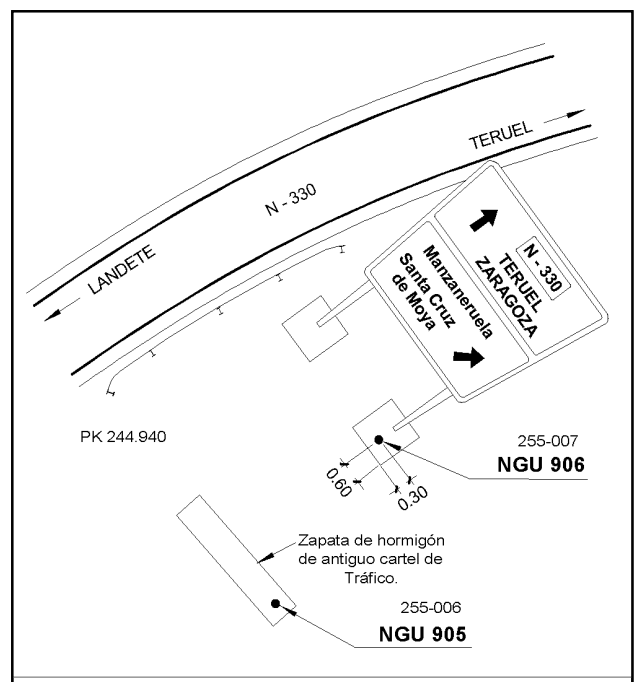 TERUEL
N - 330
LANDETE
N - 330
TERUEL
ZARAGOZA
Manzaneruela
Santa Cruz
de Moya
PK 244.940
255-007
NGU 906
0.60
0.30
Zapata de hormigón
de antiguo cartel de
Tráfico.
255-006
NGU 905